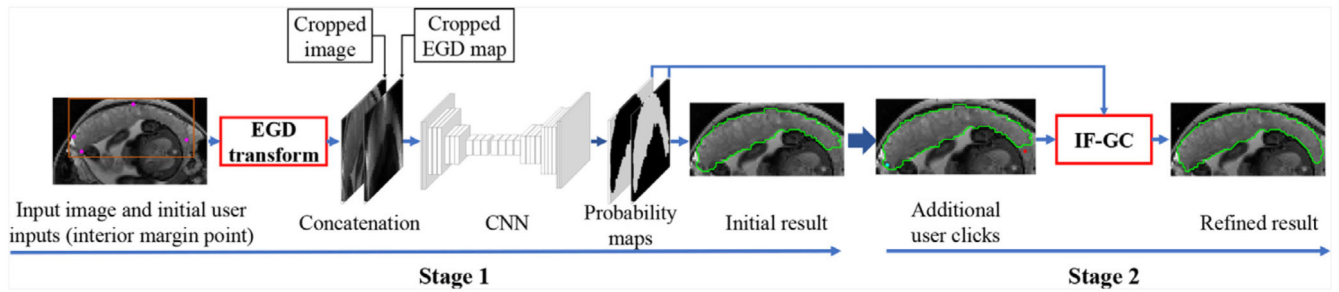 Cropped
image
Cropped
EGD map
EGD
transform
IF-GC
Input image and initial user
inputs (interior margin point)
Concatenation
CNN
Probability
maps
Initial result
Additional
user clicks
Refined result
Stage 1
Stage 2